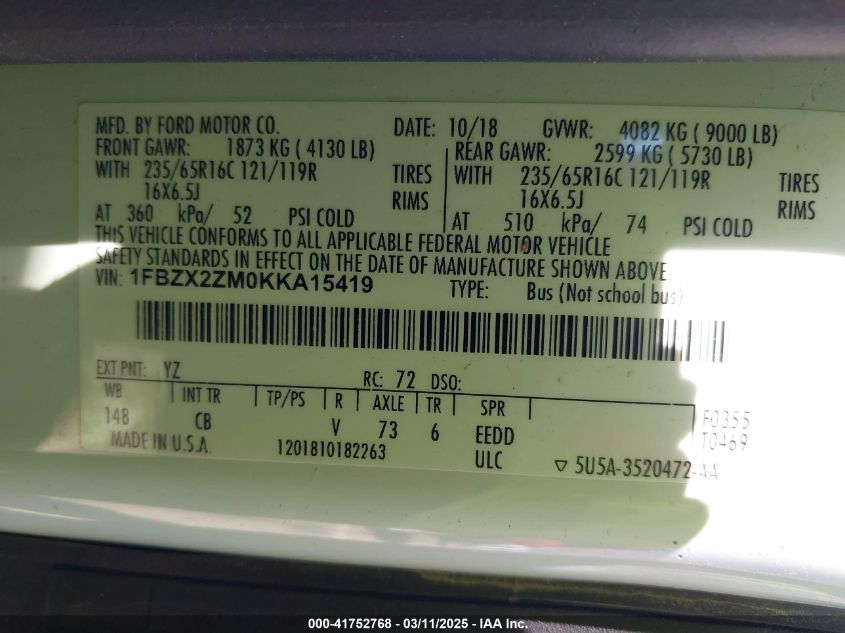 MFD. BY FORD MOTOR CO. DATE: 10/18 GVWR: 4082 KG ( 9000 LB)
FRONT GAWR: 1873 KG ( 4130 LB) REAR GAWR: 2599 KG ( 5730 LB)
WITH 235/65R16C 121/119R TIRES WITH 235/65R16C 121/119R TIRES
16X6.5J RIMS 16X6.5J RIMS
AT 360 kPa/ 52 PSI COLD AT 510 kPa/ 74 PSI COLD
THIS VEHICLE CONFORMS TO ALL APPLICABLE FEDERAL MOTOR VEHICLE
SAFETY STANDARDS IN EFFECT ON THE DATE OF MANUFACTURE SHOWN ABOVE
VIN: 1FBZX2ZM0KKA15419 TYPE: Bus (Not school bus)
EXT PNT: YZ RC: 72 DSO:
WB INT TR TP/PS R AXLE TR SPR
148 CB V 73 6 EEDD F0355
MADE IN U.S.A. 1201810182263 ULC T0469
▽ 5U5A-3520472-AA
000-41752768 - 03/11/2025 - IAA Inc.